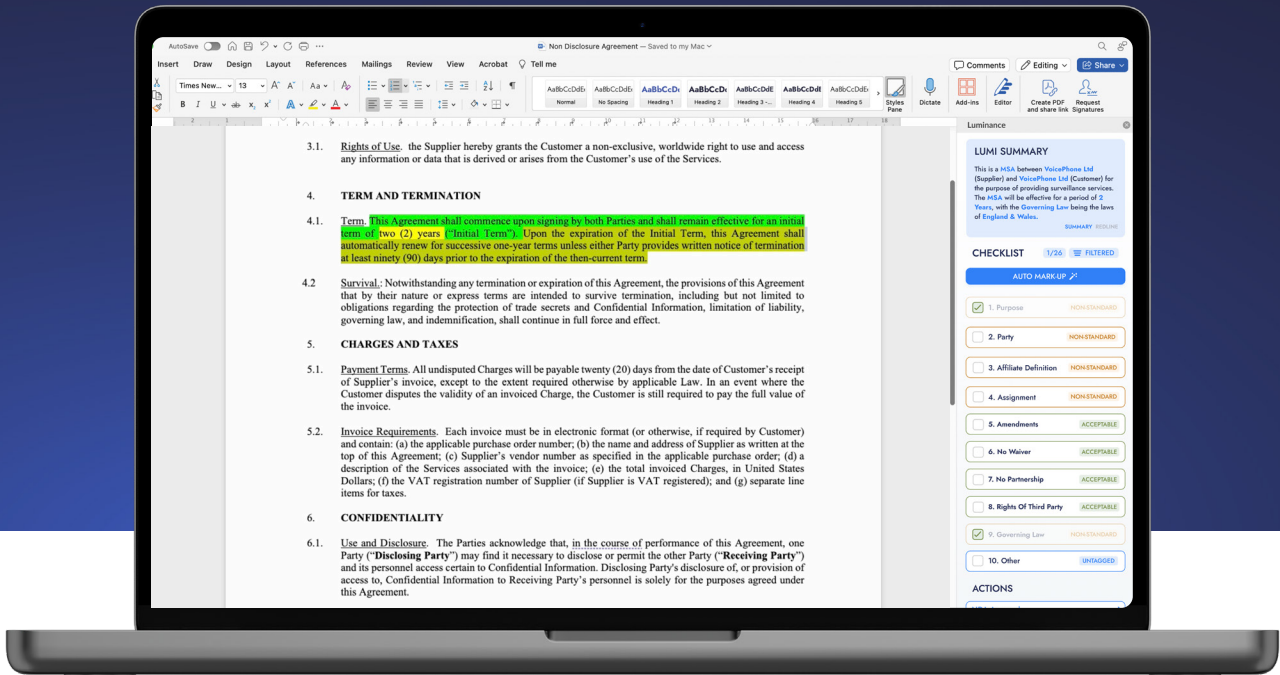 AutoSave
Non Disclosure Agreement — Saved to my Mac
Insert Draw Design Layout References Mailings Review View Acrobat Tell me
Comments Editing Share
Times New... 13
AaBbCcDdEe AaBbCcDdEe AaBbCcDc AaBbCcDc AaBbCcDdE AaBbCcDdE AaBbCcDdEe
Normal No Spacing Heading 1 Heading 2 Heading 3 -... Heading 4 Heading 5
Styles Pane
Dictate
Add-ins
Editor
Create PDF and share link
Request Signatures
3.1. Rights of Use. the Supplier hereby grants the Customer a non-exclusive, worldwide right to use and access
any information or data that is derived or arises from the Customer's use of the Services.
4. TERM AND TERMINATION
4.1. Term. This Agreement shall commence upon signing by both Parties and shall remain effective for an initial
term of two (2) years (“Initial Term”). Upon the expiration of the Initial Term, this Agreement shall
automatically renew for successive one-year terms unless either Party provides written notice of termination
at least ninety (90) days prior to the expiration of the then-current term.
4.2 Survival.: Notwithstanding any termination or expiration of this Agreement, the provisions of this Agreement
that by their nature or express terms are intended to survive termination, including but not limited to
obligations regarding the protection of trade secrets and Confidential Information, limitation of liability,
governing law, and indemnification, shall continue in full force and effect.
5. CHARGES AND TAXES
5.1. Payment Terms. All undisputed Charges will be payable twenty (20) days from the date of Customer's receipt
of Supplier's invoice, except to the extent required otherwise by applicable Law. In an event where the
Customer disputes the validity of an invoiced Charge, the Customer is still required to pay the full value of
the invoice.
5.2. Invoice Requirements. Each invoice must be in electronic format (or otherwise, if required by Customer)
and contain: (a) the applicable purchase order number; (b) the name and address of Supplier as written at the
top of this Agreement; (c) Supplier's vendor number as specified in the applicable purchase order; (d) a
description of the Services associated with the invoice; (e) the total invoiced Charges, in United States
Dollars; (f) the VAT registration number of Supplier (if Supplier is VAT registered); and (g) separate line
items for taxes.
6. CONFIDENTIALITY
6.1. Use and Disclosure. The Parties acknowledge that, in the course of performance of this Agreement, one
Party (“Disclosing Party”) may find it necessary to disclose or permit the other Party (“Receiving Party”)
and its personnel access certain to Confidential Information. Disclosing Party's disclosure of, or provision of
access to, Confidential Information to Receiving Party's personnel is solely for the purposes agreed under
this Agreement.
Luminance
LUMI SUMMARY
This is a MSA between VoicePhone Ltd
(Supplier) and VoicePhone Ltd (Customer) for
the purpose of providing surveillance services.
The MSA will be effective for a period of 2
Years, with the Governing Law being the laws
of England & Wales.
SUMMARY REDLINE
CHECKLIST 1/26 FILTERED
AUTO MARK-UP
1. Purpose NON-STANDARD
2. Party NON-STANDARD
3. Affiliate Definition NON-STANDARD
4. Assignment NON-STANDARD
5. Amendments ACCEPTABLE
6. No Waiver ACCEPTABLE
7. No Partnership ACCEPTABLE
8. Rights Of Third Party ACCEPTABLE
9. Governing Law NON-STANDARD
10. Other UNTAGGED
ACTIONS